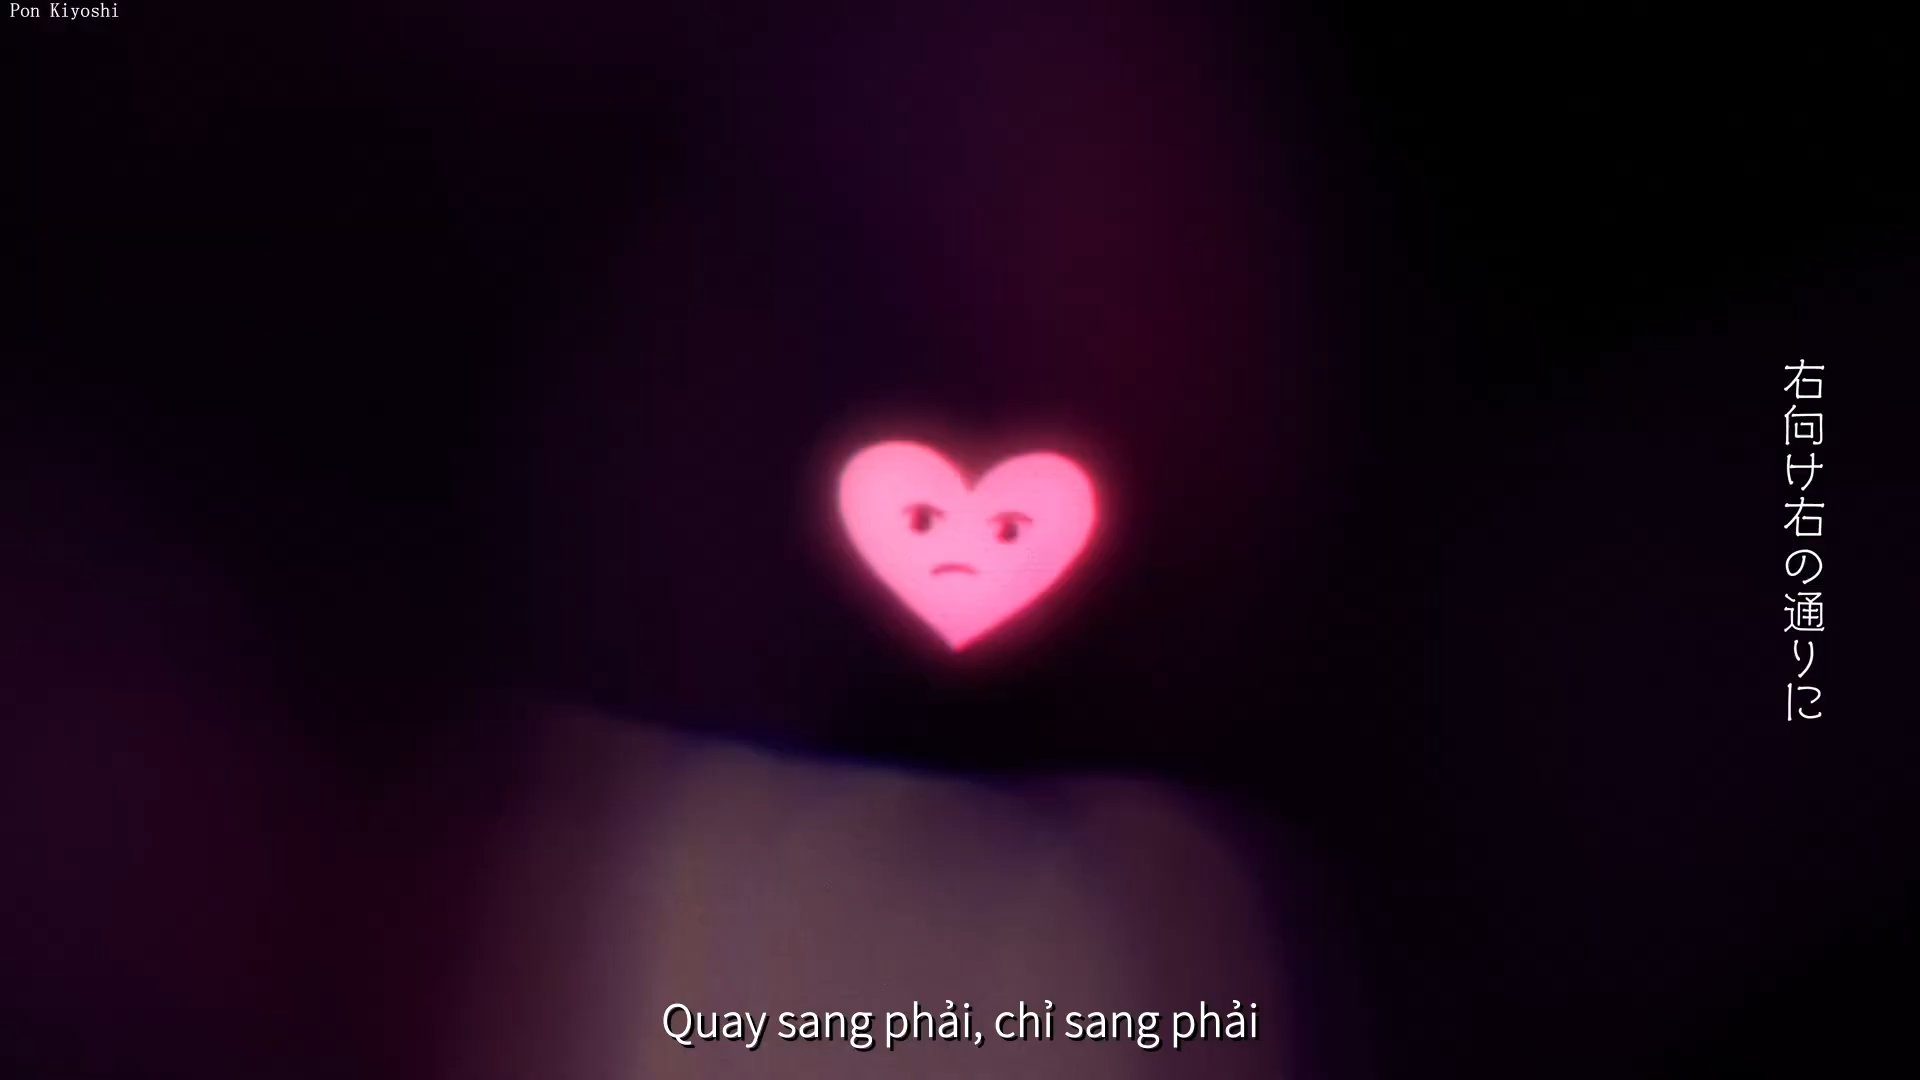 Pon Kiyoshi
右向け右の通りに
Quay sang phải, chỉ sang phải